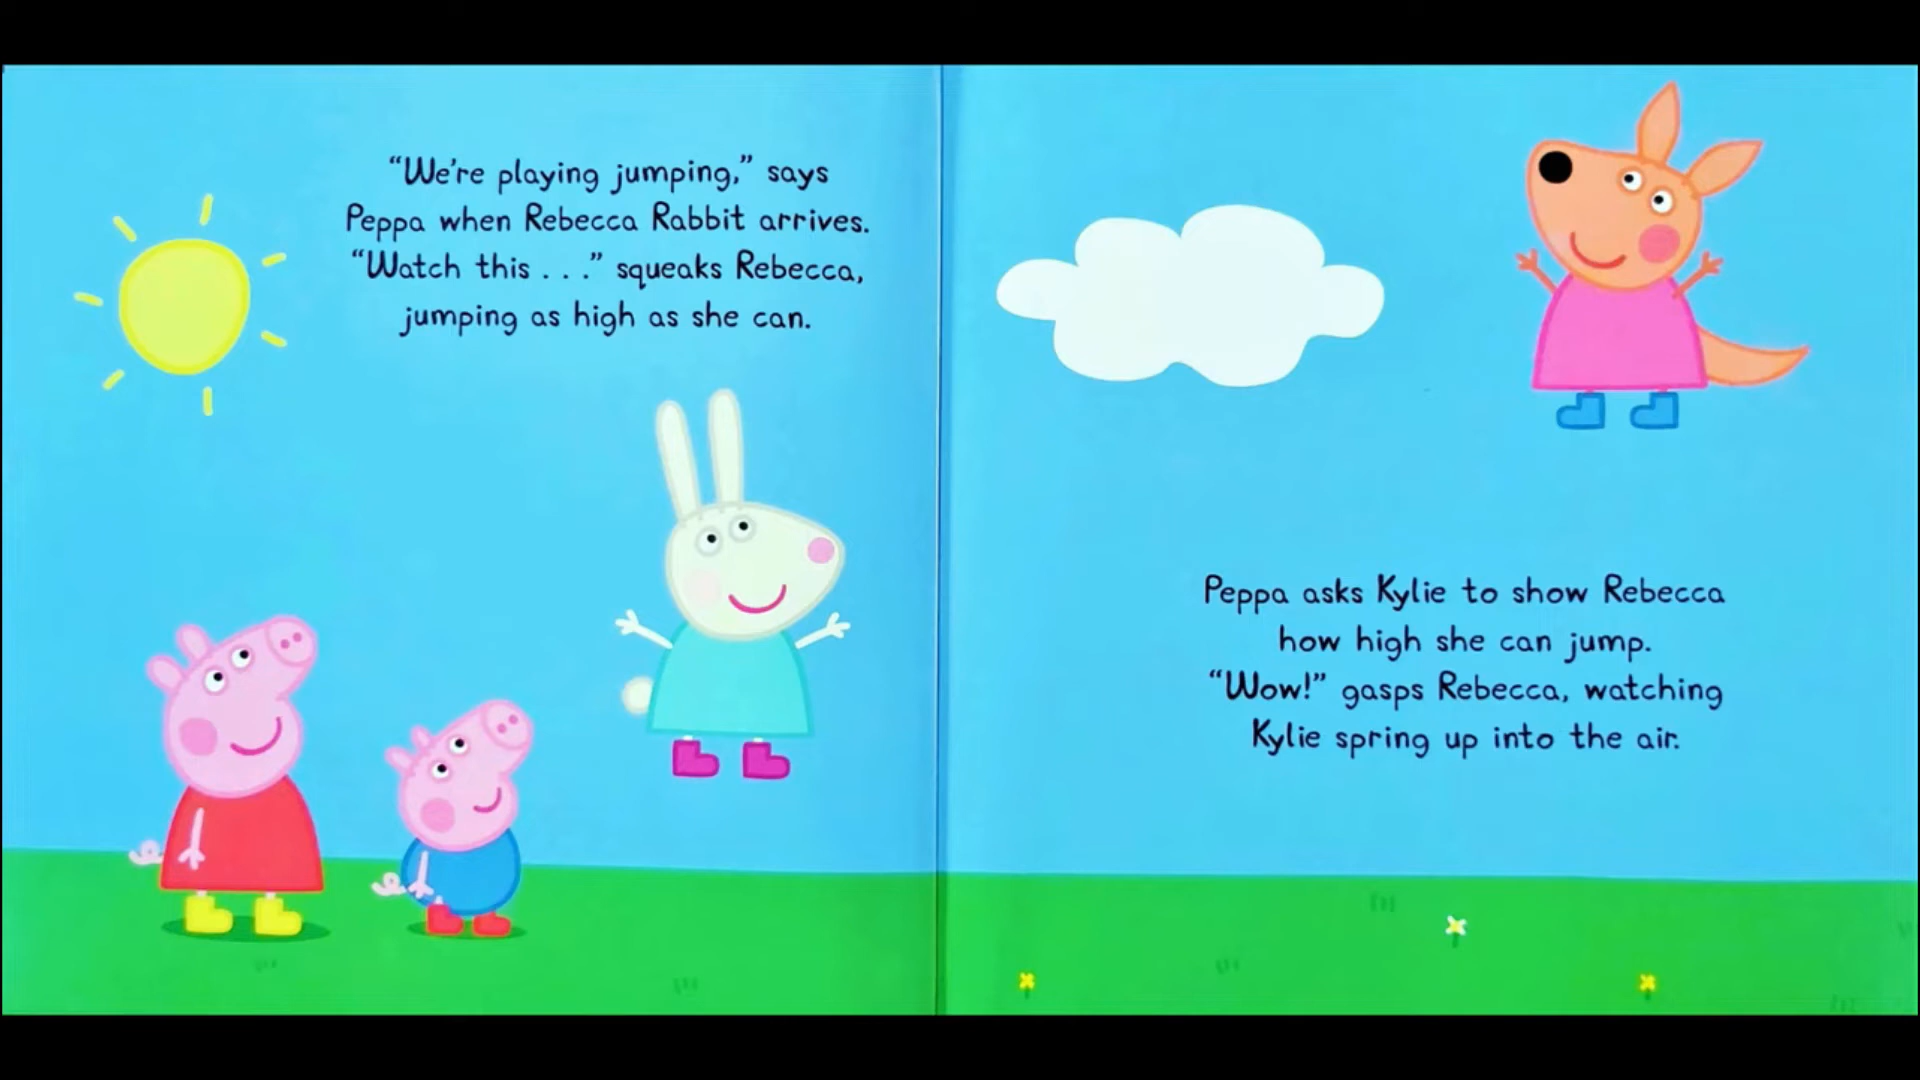 “We’re playing jumping,” says
Peppa when Rebecca Rabbit arrives.
“Watch this . . .” squeaks Rebecca,
jumping as high as she can.
Peppa asks Kylie to show Rebecca
how high she can jump.
“Wow!” gasps Rebecca, watching
Kylie spring up into the air.